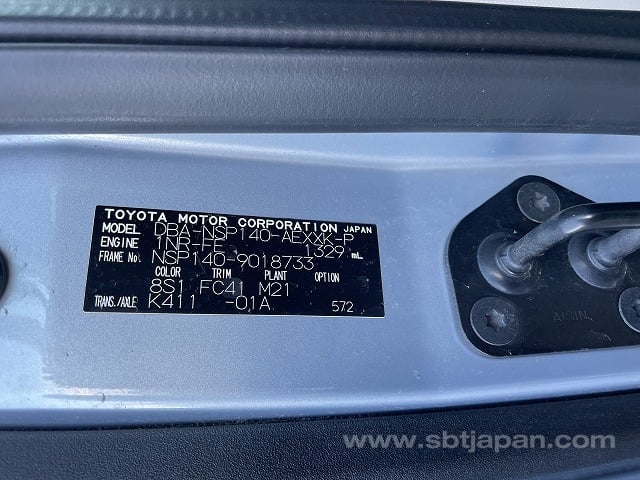 TOYOTA MOTOR CORPORATION JAPAN
MODEL DBA-NSP140-AEXXK-P
ENGINE 1NR-FE 1329 mL
FRAME No. NSP140-9018733
COLOR TRIM PLANT OPTION
8S1 FC41 M21
TRANS./AXLE K411 -01A 572
AISIN
www.sbtjapan.com